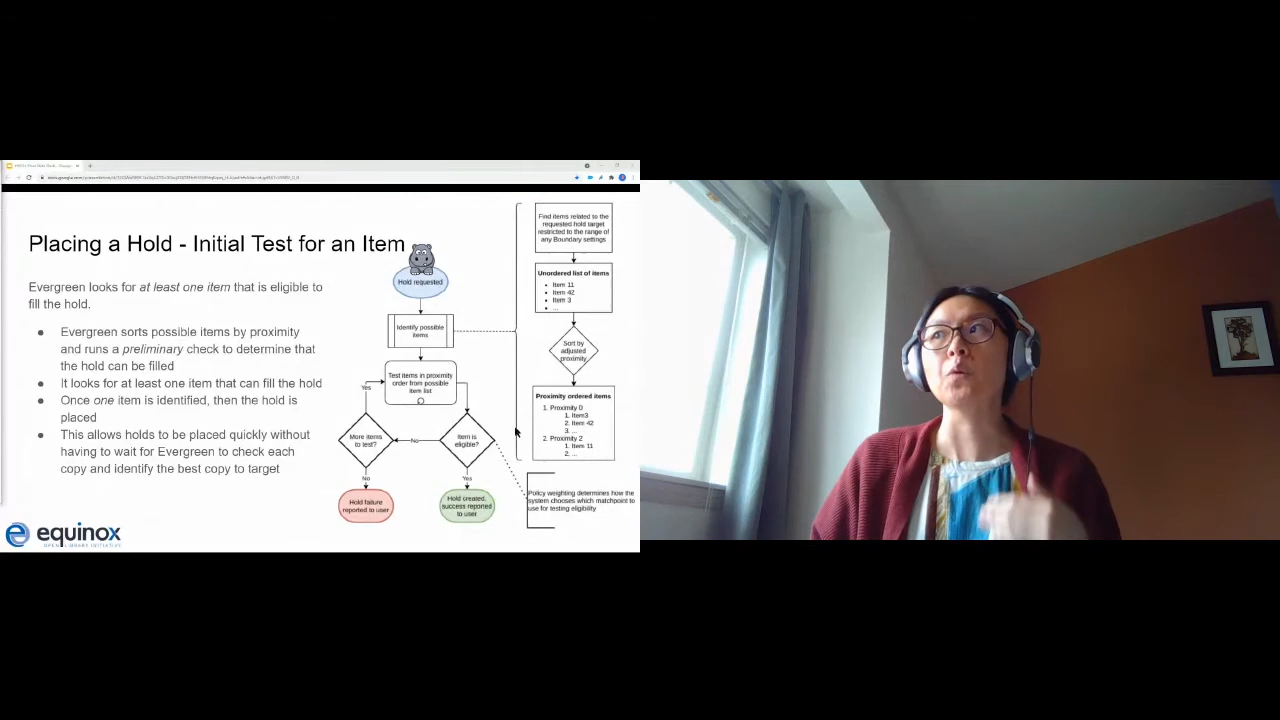 Placing a Hold - Initial Test for an Item
Evergreen looks for at least one item that is eligible to
fill the hold.
● Evergreen sorts possible items by proximity
and runs a preliminary check to determine that
the hold can be filled
● It looks for at least one item that can fill the hold
● Once one item is identified, then the hold is
placed
● This allows holds to be placed quickly without
having to wait for Evergreen to check each
copy and identify the best copy to target
Hold requested
Identify possible
items
Test items in proximity
order from possible
item list
Yes
More items
to test?
No
Item is
eligible?
No
Yes
Hold failure
reported to user
Hold created,
success reported
to user
Find items related to the
requested hold target
restricted to the range of
any Boundary settings
Unordered list of items
• Item 11
• Item 42
• Item 3
• ...
Sort by
adjusted
proximity
Proximity ordered items
1. Proximity 0
1. Item3
2. Item 42
3. ...
2. Proximity 2
1. Item 11
2. ...
Policy weighting determines how the
system chooses which matchpoint to
use for testing eligibility
equinox
OPEN LIBRARY INITIATIVE